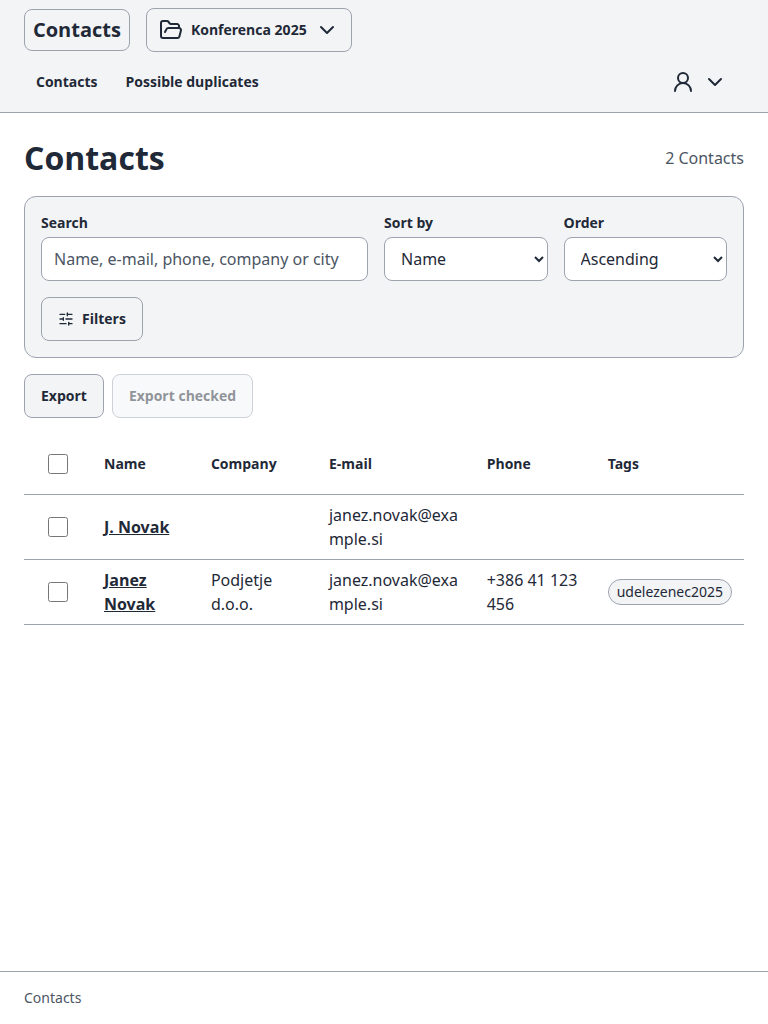 Contacts
Konferenca 2025
Contacts
Possible duplicates
Contacts
2 Contacts
Search
Sort by
Order
Name, e-mail, phone, company or city
Name
Ascending
Filters
Export
Export checked
Name
Company
E-mail
Phone
Tags
J. Novak
janez.novak@exa
mple.si
Janez
Novak
Podjetje
d.o.o.
janez.novak@exa
mple.si
+386 41 123
456
udelezenec2025
Contacts